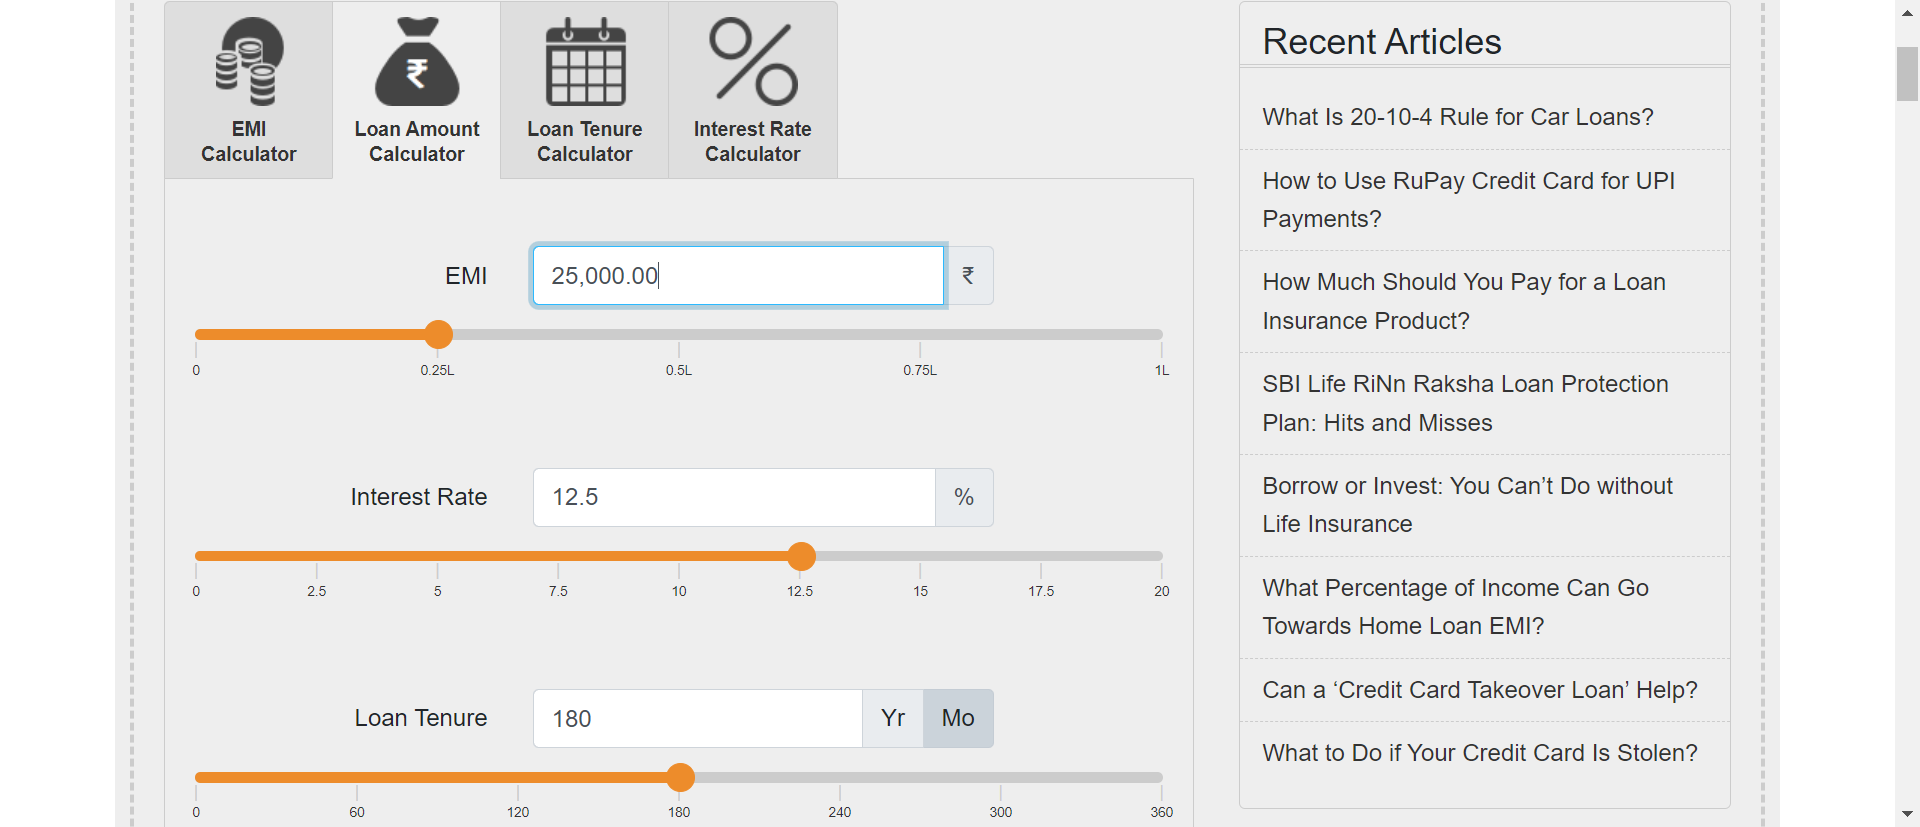 EMI
Calculator
Loan Amount
Calculator
Loan Tenure
Calculator
Interest Rate
Calculator
EMI
25,000.00
₹
0
0.25L
0.5L
0.75L
1L
Interest Rate
12.5
%
0
2.5
5
7.5
10
12.5
15
17.5
20
Loan Tenure
180
Yr
Mo
0
60
120
180
240
300
360
Recent Articles
What Is 20-10-4 Rule for Car Loans?
How to Use RuPay Credit Card for UPI
Payments?
How Much Should You Pay for a Loan
Insurance Product?
SBI Life RiNn Raksha Loan Protection
Plan: Hits and Misses
Borrow or Invest: You Can’t Do without
Life Insurance
What Percentage of Income Can Go
Towards Home Loan EMI?
Can a ‘Credit Card Takeover Loan’ Help?
What to Do if Your Credit Card Is Stolen?